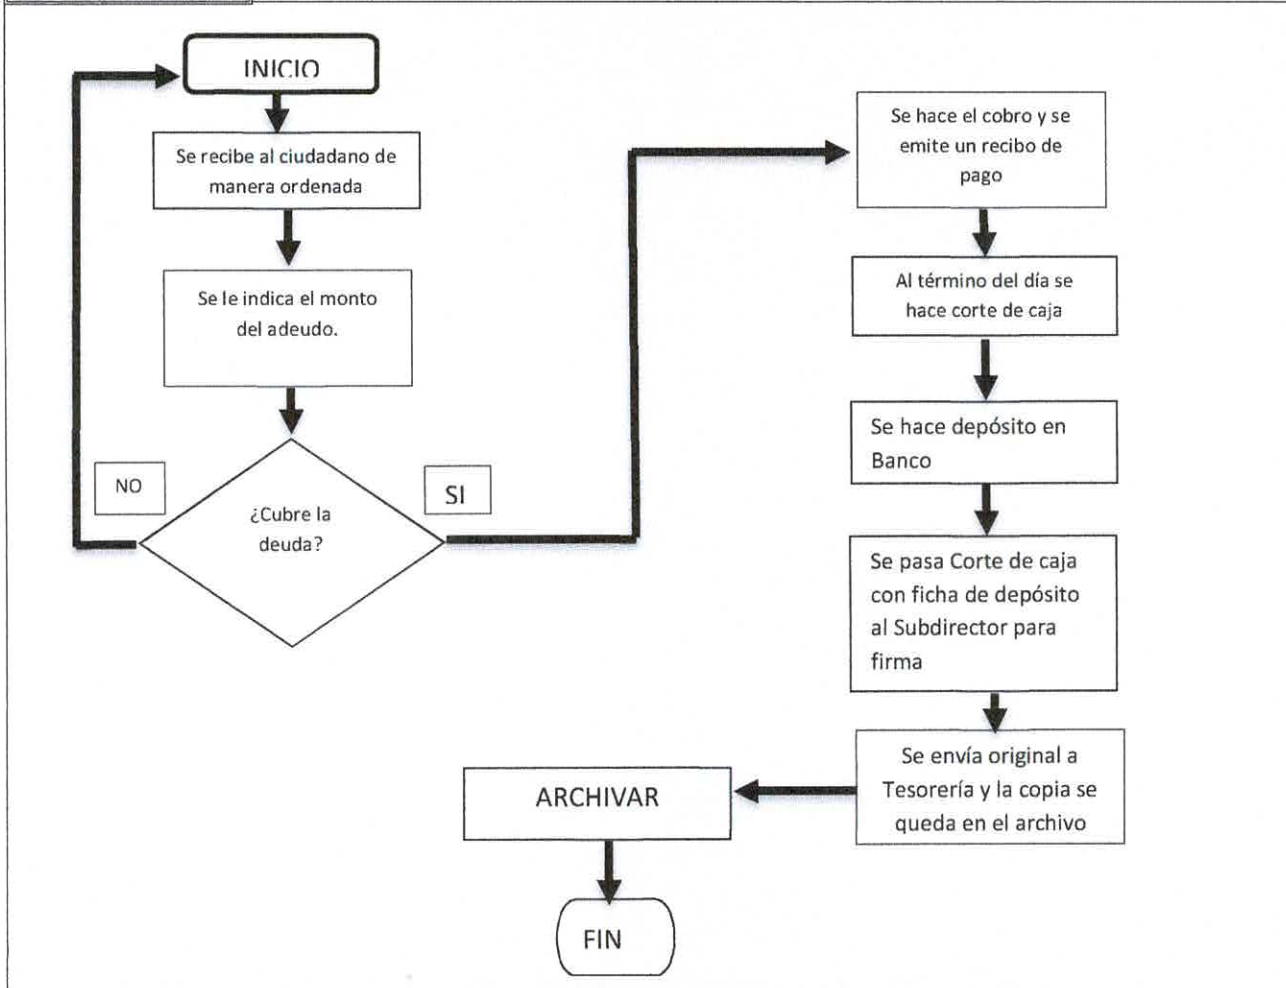 INICIO
Se recibe al ciudadano de
manera ordenada
Se le indica el monto
del adeudo.
¿Cubre la
deuda?
NO
SI
Se hace el cobro y se
emite un recibo de
pago
Al término del día se
hace corte de caja
Se hace depósito en
Banco
Se pasa Corte de caja
con ficha de depósito
al Subdirector para
firma
Se envía original a
Tesorería y la copia se
queda en el archivo
ARCHIVAR
FIN